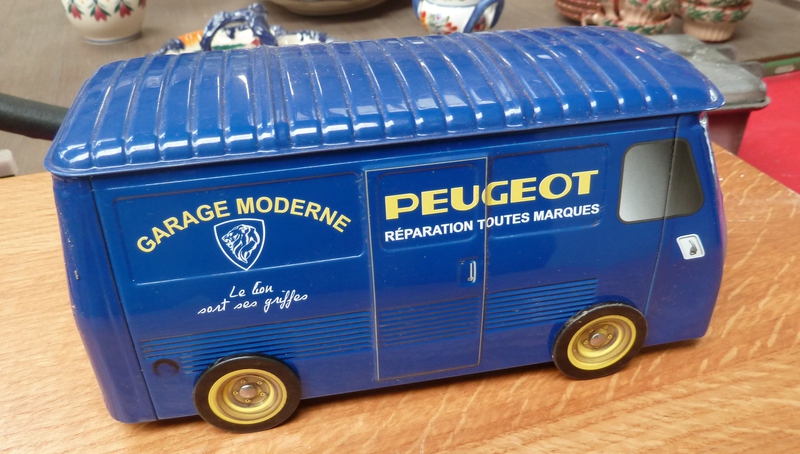 GARAGE MODERNE
Le lion
sort ses griffes
PEUGEOT
RÉPARATION TOUTES MARQUES